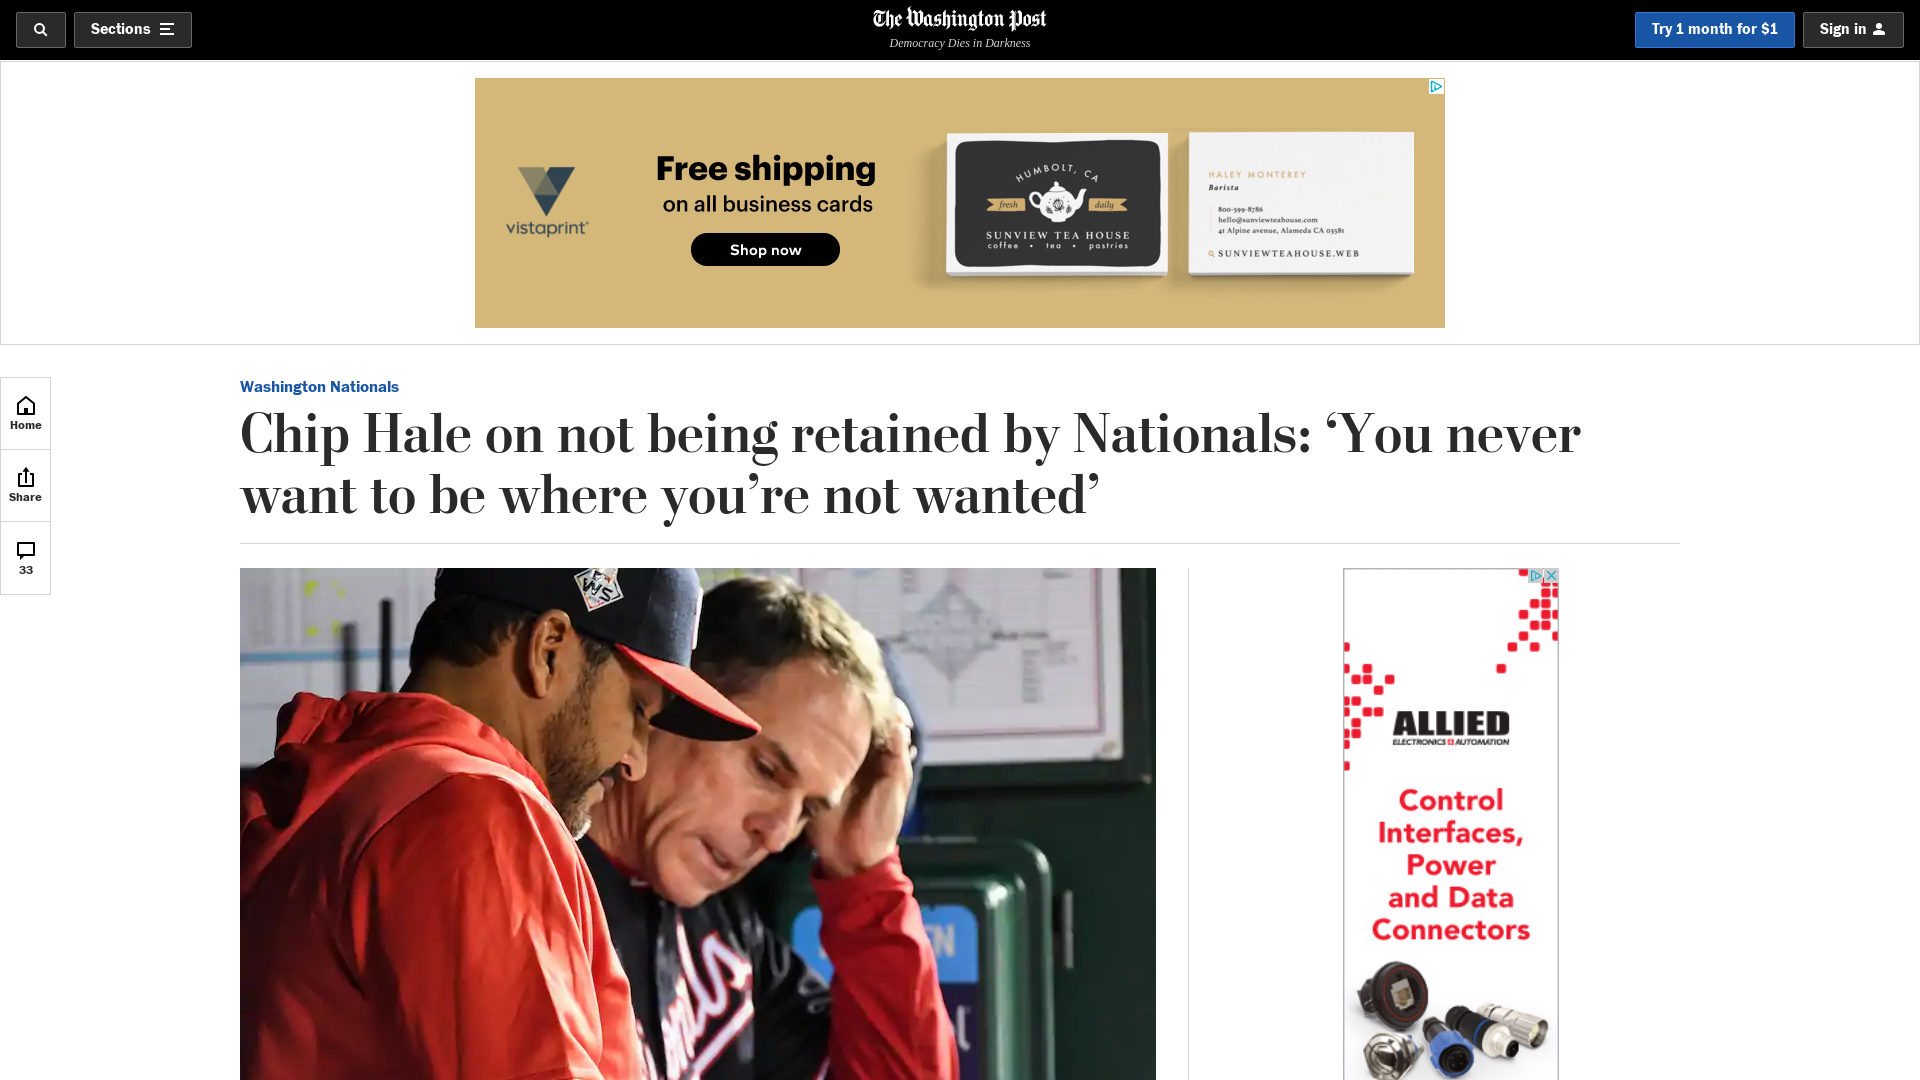 Sections
The Washington Post
Democracy Dies in Darkness
Try 1 month for $1
Sign in
vistaprint
Free shipping
on all business cards
Shop now
HUMBOLT, CA
fresh
daily
SUNVIEW TEA HOUSE
coffee • tea • pastries
HALEY MONTEREY
Barista
800-599-8786
hello@sunviewteahouse.com
41 Alpine avenue, Alameda CA 03581
SUNVIEWTEAHOUSE.WEB
Home
Share
33
Washington Nationals
Chip Hale on not being retained by Nationals: ‘You never
want to be where you’re not wanted’
WS
ALLIED
ELECTRONICS & AUTOMATION
Control
Interfaces,
Power
and Data
Connectors